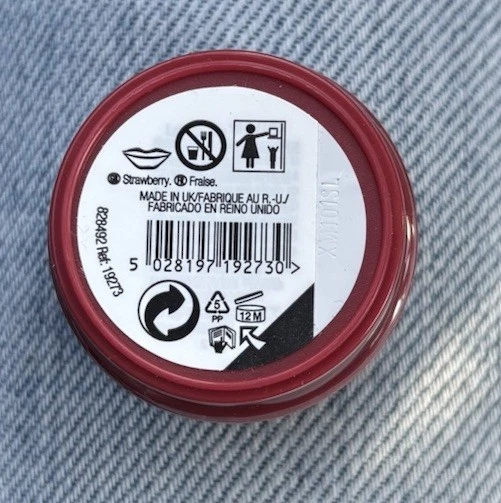 GB Strawberry. F Fraise.
MADE IN UK/FABRIQUE AU R.-U./
FABRICADO EN REINO UNIDO
5 028197 192730 >
828492 Ref: 19273
5
PP
12 M